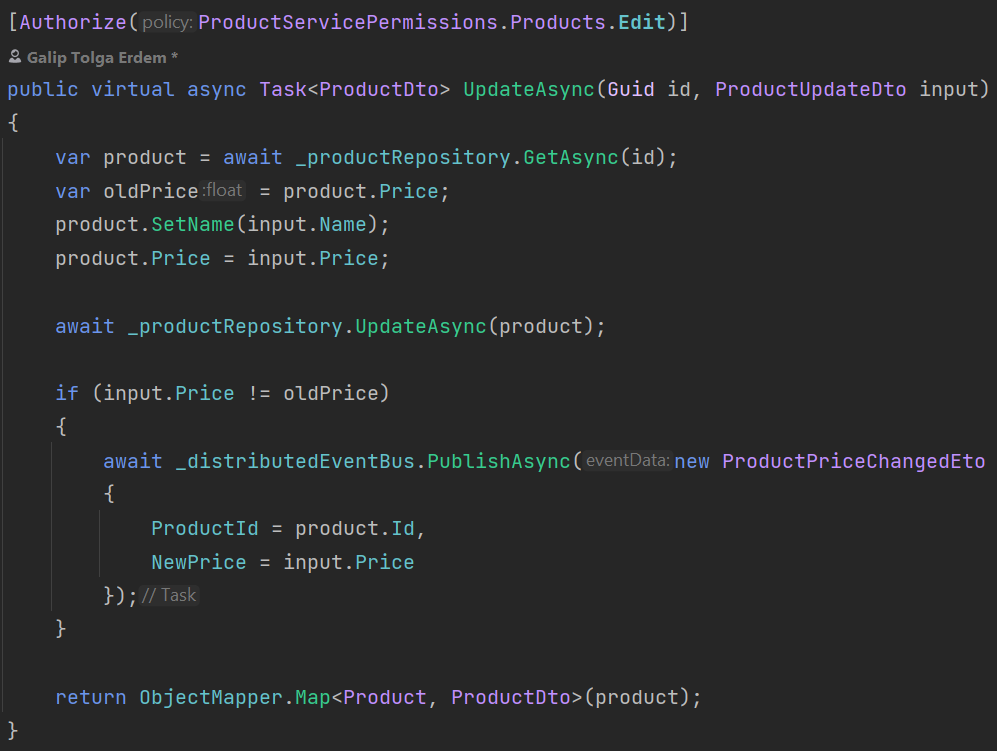 [Authorize(policy:ProductServicePermissions.Products.Edit)]
Galip Tolga Erdem *
public virtual async Task<ProductDto> UpdateAsync(Guid id, ProductUpdateDto input)
{
    var product = await _productRepository.GetAsync(id);
    var oldPrice:float = product.Price;
    product.SetName(input.Name);
    product.Price = input.Price;
    await _productRepository.UpdateAsync(product);
    if (input.Price != oldPrice)
    {
        await _distributedEventBus.PublishAsync(eventData:new ProductPriceChangedEto
        {
            ProductId = product.Id,
            NewPrice = input.Price
        });// Task
    }
    return ObjectMapper.Map<Product, ProductDto>(product);
}